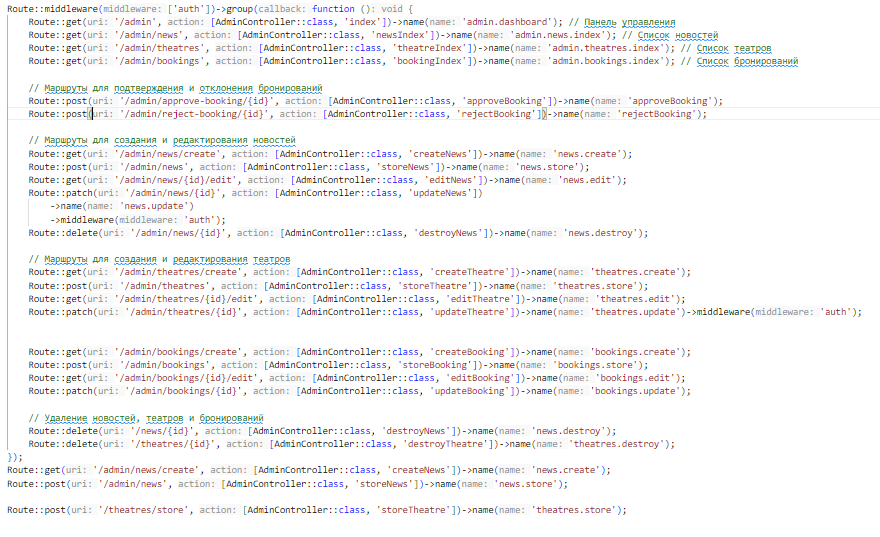 Route::middleware(middleware: ['auth'])->group(callback: function (): void {
Route::get(uri: '/admin', action: [AdminController::class, 'index'])->name(name: 'admin.dashboard'); // Панель управления
Route::get(uri: '/admin/news', action: [AdminController::class, 'newsIndex'])->name(name: 'admin.news.index'); // Список новостей
Route::get(uri: '/admin/theatres', action: [AdminController::class, 'theatreIndex'])->name(name: 'admin.theatres.index'); // Список театров
Route::get(uri: '/admin/bookings', action: [AdminController::class, 'bookingIndex'])->name(name: 'admin.bookings.index'); // Список бронирований
// Маршруты для подтверждения и отклонения бронирований
Route::post(uri: '/admin/approve-booking/{id}', action: [AdminController::class, 'approveBooking'])->name(name: 'approveBooking');
Route::post(uri: '/admin/reject-booking/{id}', action: [AdminController::class, 'rejectBooking'])->name(name: 'rejectBooking');
// Маршруты для создания и редактирования новостей
Route::get(uri: '/admin/news/create', action: [AdminController::class, 'createNews'])->name(name: 'news.create');
Route::post(uri: '/admin/news', action: [AdminController::class, 'storeNews'])->name(name: 'news.store');
Route::get(uri: '/admin/news/{id}/edit', action: [AdminController::class, 'editNews'])->name(name: 'news.edit');
Route::patch(uri: '/admin/news/{id}', action: [AdminController::class, 'updateNews'])
->name(name: 'news.update')
->middleware(middleware: 'auth');
Route::delete(uri: '/admin/news/{id}', action: [AdminController::class, 'destroyNews'])->name(name: 'news.destroy');
// Маршруты для создания и редактирования театров
Route::get(uri: '/admin/theatres/create', action: [AdminController::class, 'createTheatre'])->name(name: 'theatres.create');
Route::post(uri: '/admin/theatres', action: [AdminController::class, 'storeTheatre'])->name(name: 'theatres.store');
Route::get(uri: '/admin/theatres/{id}/edit', action: [AdminController::class, 'editTheatre'])->name(name: 'theatres.edit');
Route::patch(uri: '/admin/theatres/{id}', action: [AdminController::class, 'updateTheatre'])->name(name: 'theatres.update')->middleware(middleware: 'auth');
Route::get(uri: '/admin/bookings/create', action: [AdminController::class, 'createBooking'])->name(name: 'bookings.create');
Route::post(uri: '/admin/bookings', action: [AdminController::class, 'storeBooking'])->name(name: 'bookings.store');
Route::get(uri: '/admin/bookings/{id}/edit', action: [AdminController::class, 'editBooking'])->name(name: 'bookings.edit');
Route::patch(uri: '/admin/bookings/{id}', action: [AdminController::class, 'updateBooking'])->name(name: 'bookings.update');
// Удаление новостей, театров и бронирований
Route::delete(uri: '/news/{id}', action: [AdminController::class, 'destroyNews'])->name(name: 'news.destroy');
Route::delete(uri: '/theatres/{id}', action: [AdminController::class, 'destroyTheatre'])->name(name: 'theatres.destroy');
});
Route::get(uri: '/admin/news/create', action: [AdminController::class, 'createNews'])->name(name: 'news.create');
Route::post(uri: '/admin/news', action: [AdminController::class, 'storeNews'])->name(name: 'news.store');
Route::post(uri: '/theatres/store', action: [AdminController::class, 'storeTheatre'])->name(name: 'theatres.store');